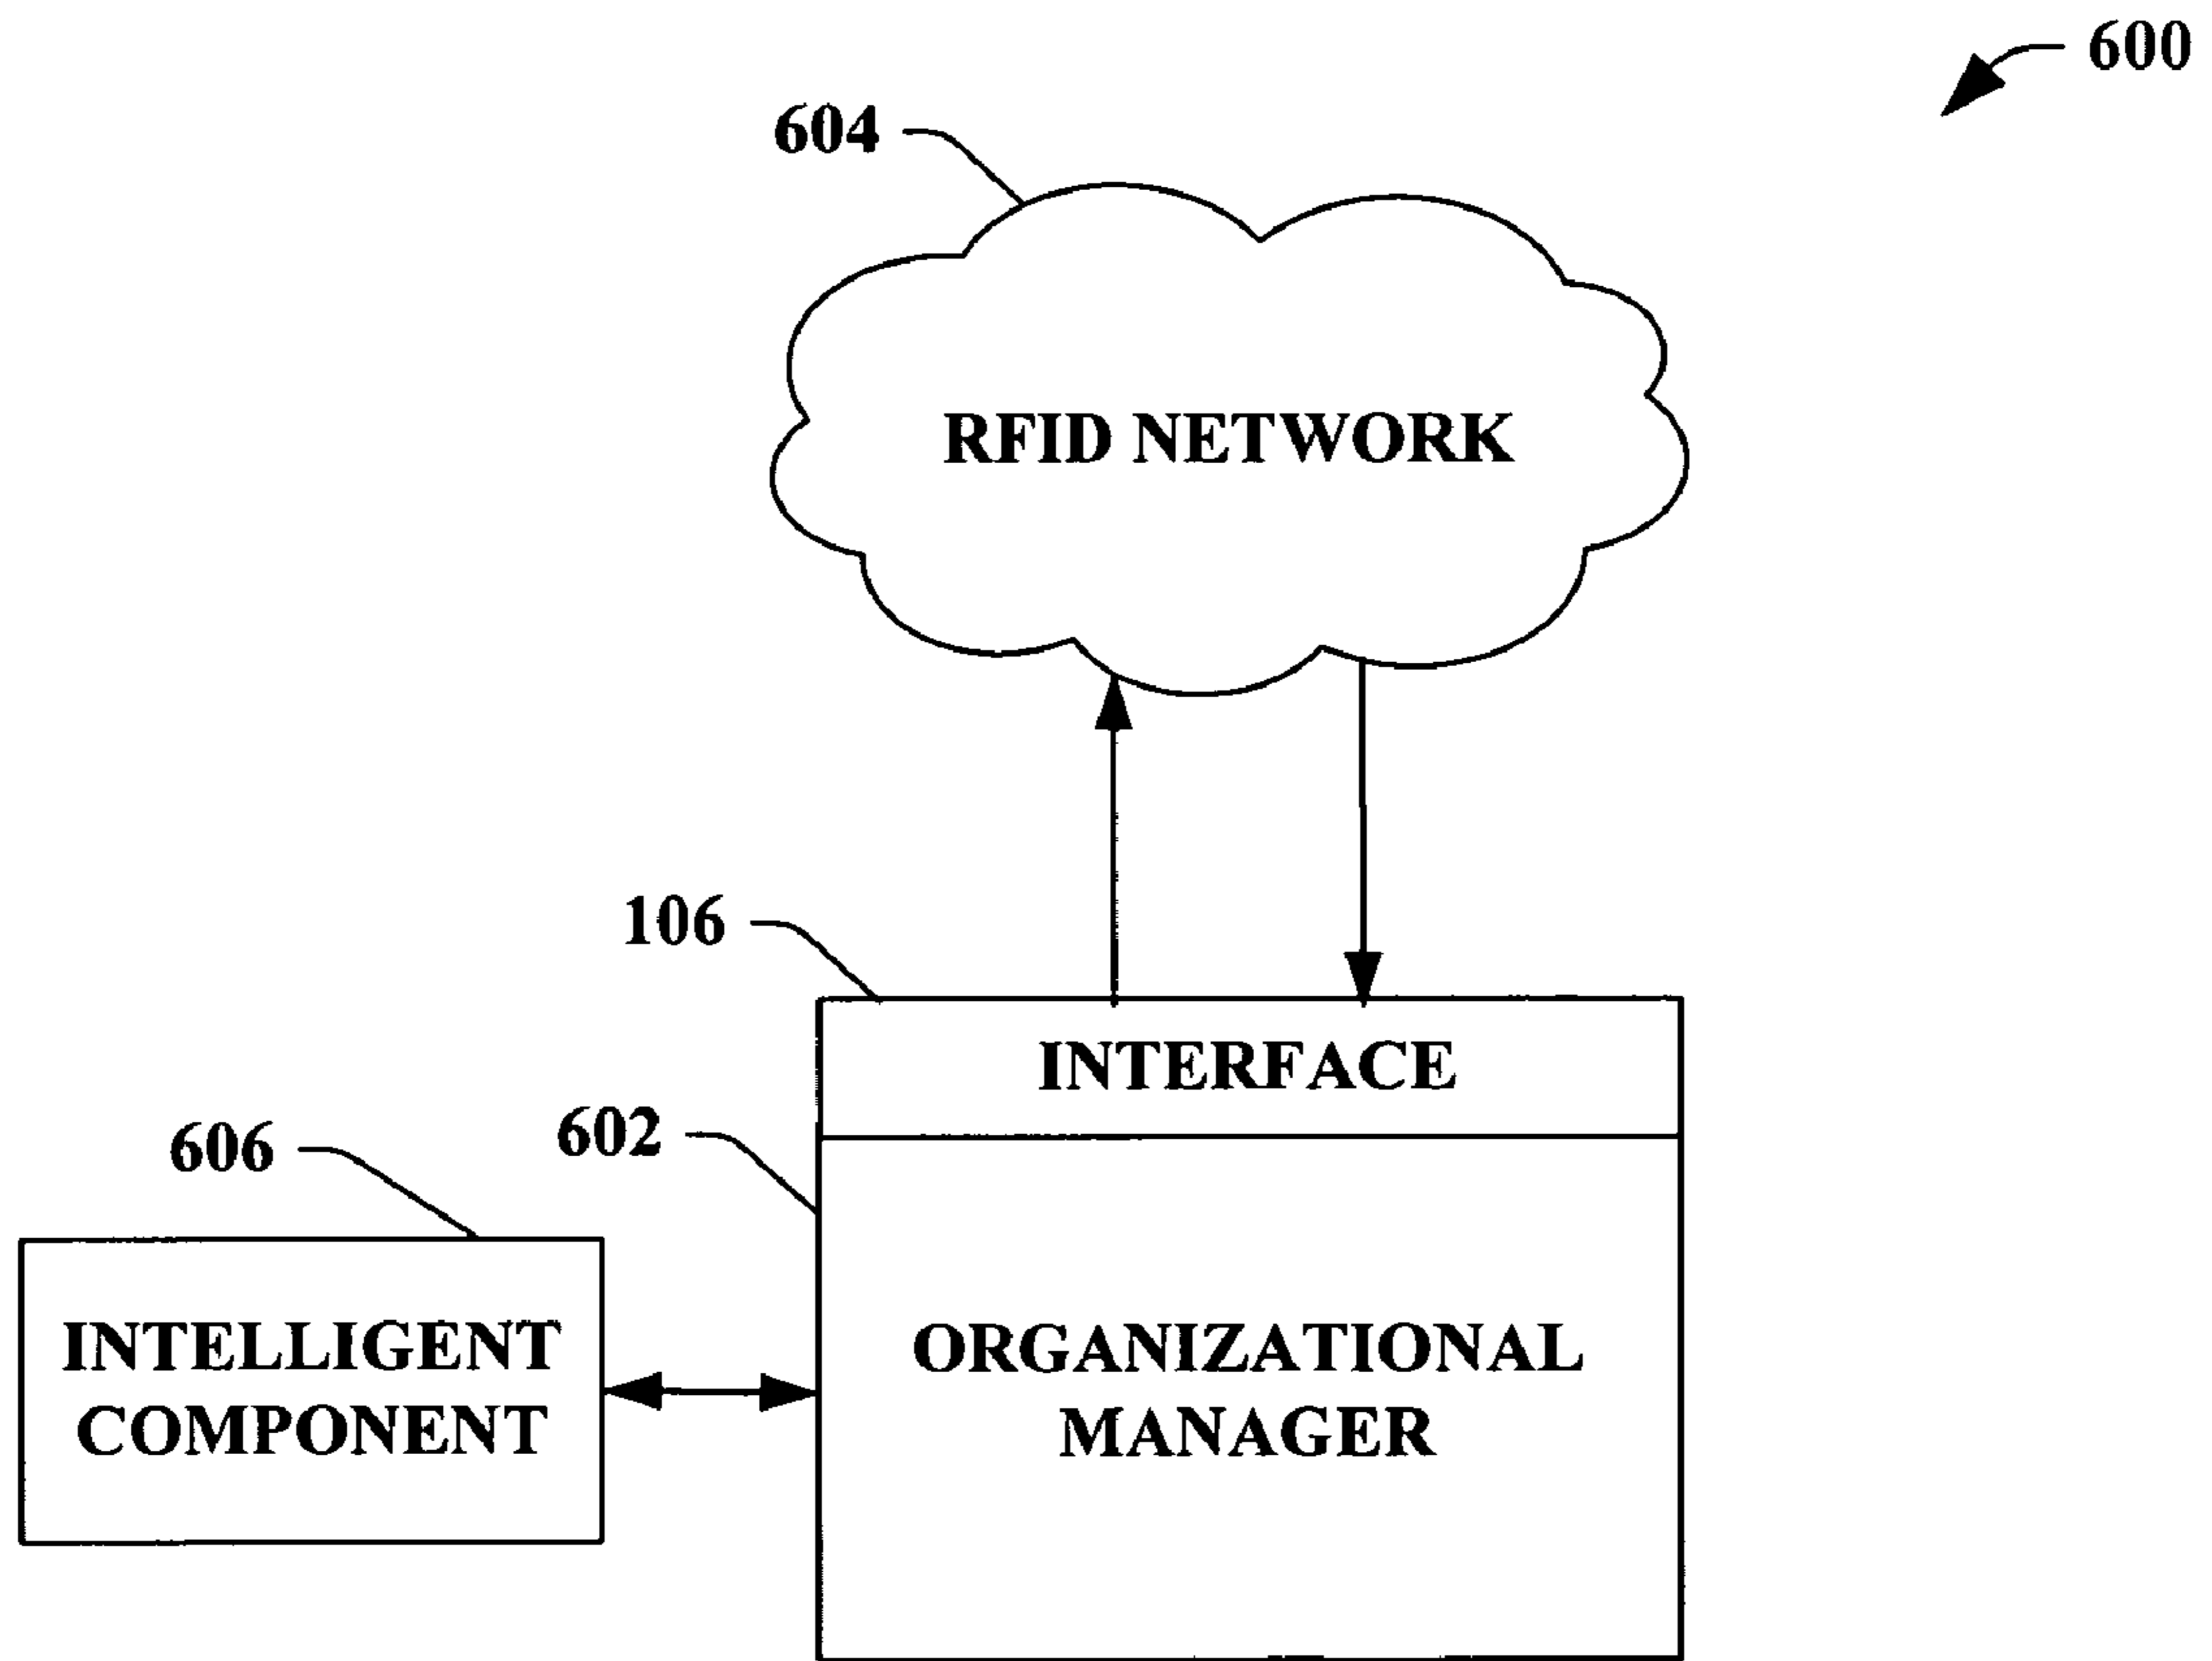 600
604
RFID NETWORK
106
INTERFACE
602
606
INTELLIGENT
COMPONENT
ORGANIZATIONAL
MANAGER